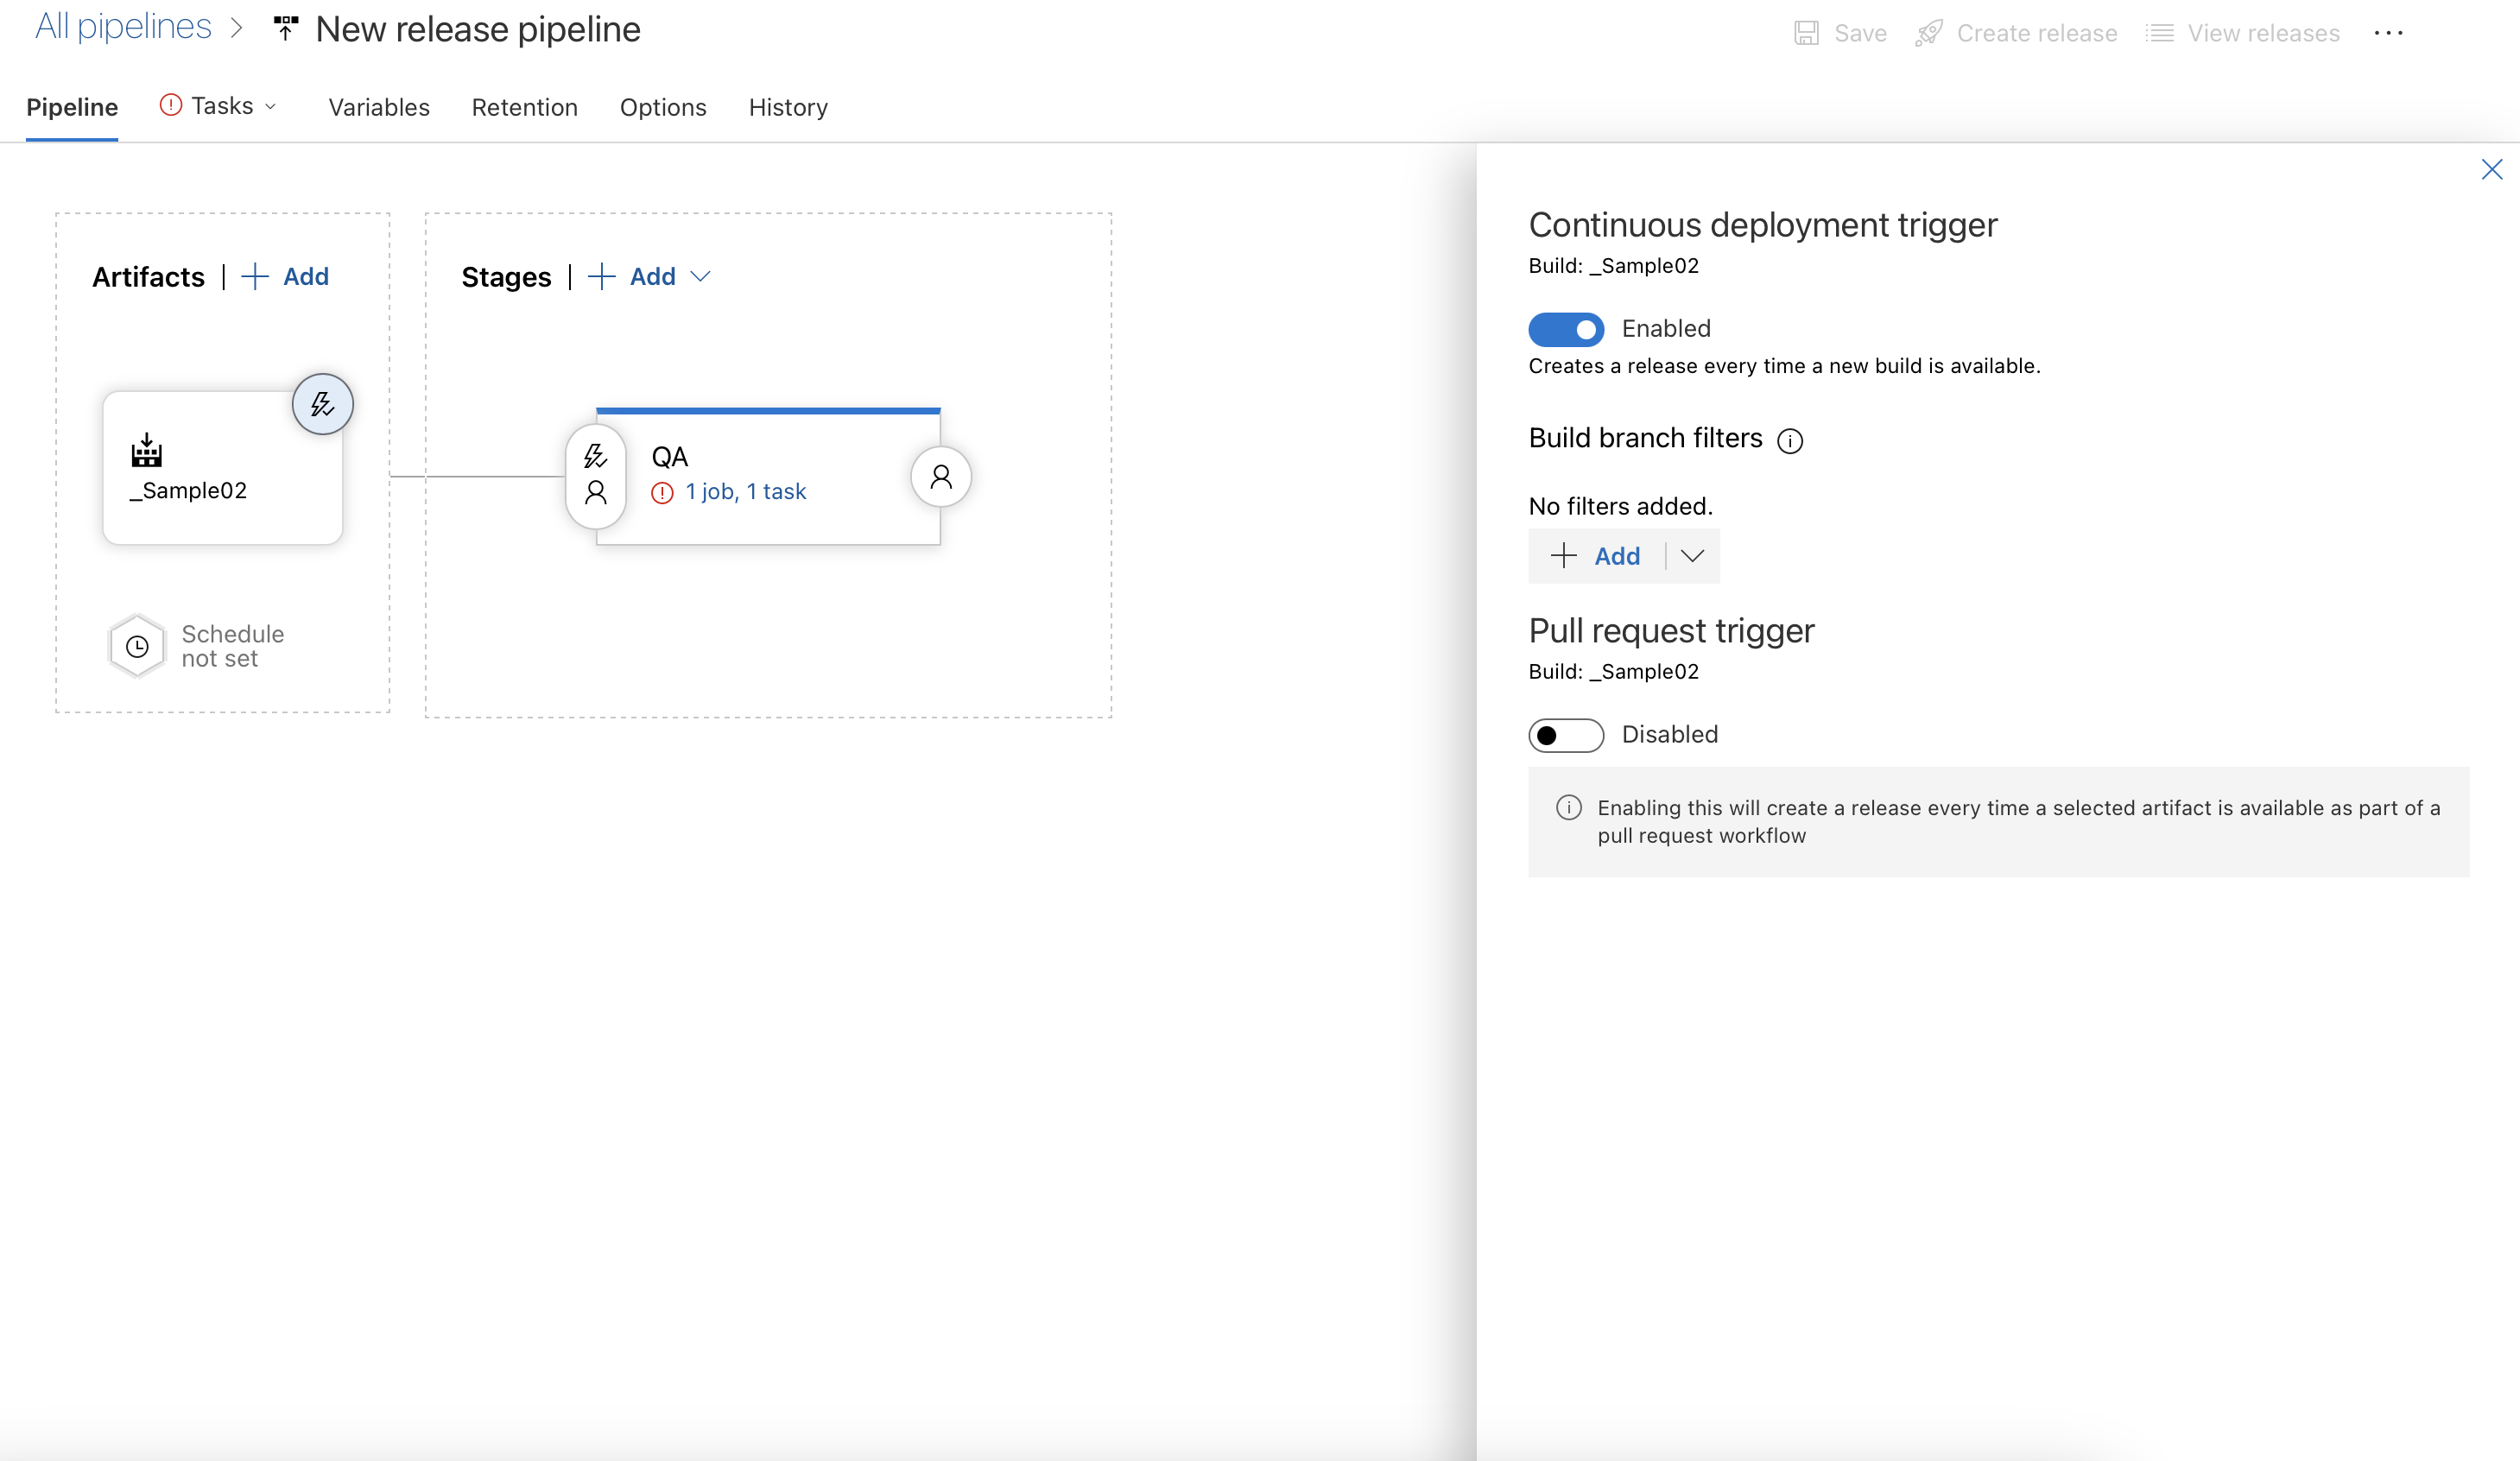 All pipelines
New release pipeline
Save
Create release
View releases
Pipeline
Tasks
Variables
Retention
Options
History
Artifacts | Add
Stages | Add
_Sample02
Schedule
not set
QA
1 job, 1 task
Continuous deployment trigger
Build: _Sample02
Enabled
Creates a release every time a new build is available.
Build branch filters
No filters added.
Add
Pull request trigger
Build: _Sample02
Disabled
Enabling this will create a release every time a selected artifact is available as part of a
pull request workflow